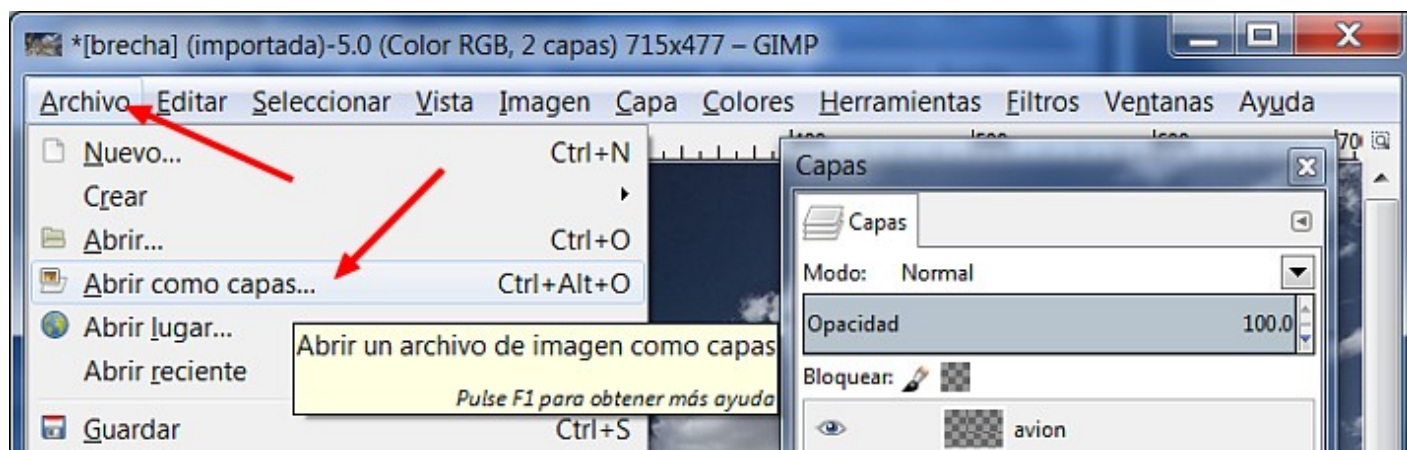 *[brecha] (importada)-5.0 (Color RGB, 2 capas) 715x477 – GIMP
Archivo Editar Seleccionar Vista Imagen Capa Colores Herramientas Filtros Ventanas Ayuda
Nuevo... Ctrl+N
Crear
Abrir... Ctrl+O
Abrir como capas... Ctrl+Alt+O
Abrir lugar...
Abrir reciente
Guardar Ctrl+S
Abrir un archivo de imagen como capas
Pulse F1 para obtener más ayuda
Capas
Capas
Modo: Normal
Opacidad 100.0
Bloquear:
avion